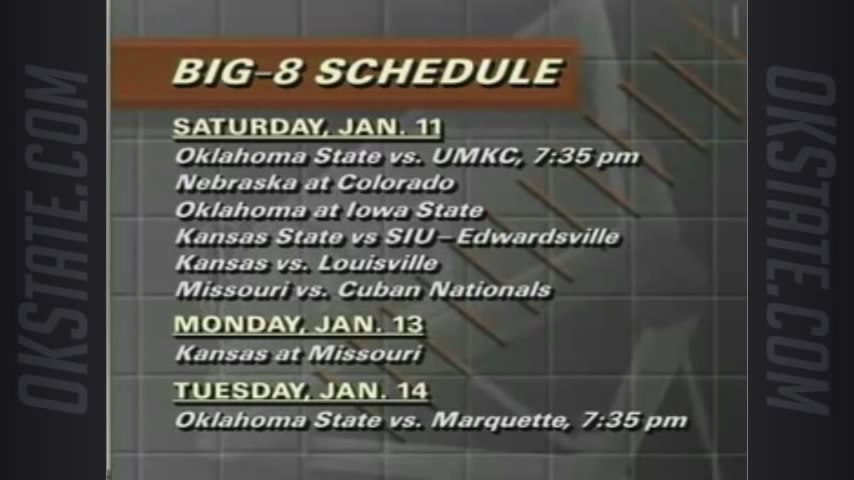 BIG-8 SCHEDULE
SATURDAY, JAN. 11
Oklahoma State vs. UMKC, 7:35 pm
Nebraska at Colorado
Oklahoma at Iowa State
Kansas State vs SIU-Edwardsville
Kansas vs. Louisville
Missouri vs. Cuban Nationals
MONDAY, JAN. 13
Kansas at Missouri
TUESDAY, JAN. 14
Oklahoma State vs. Marquette, 7:35 pm
OKSTATE.COM
OKSTATE.COM